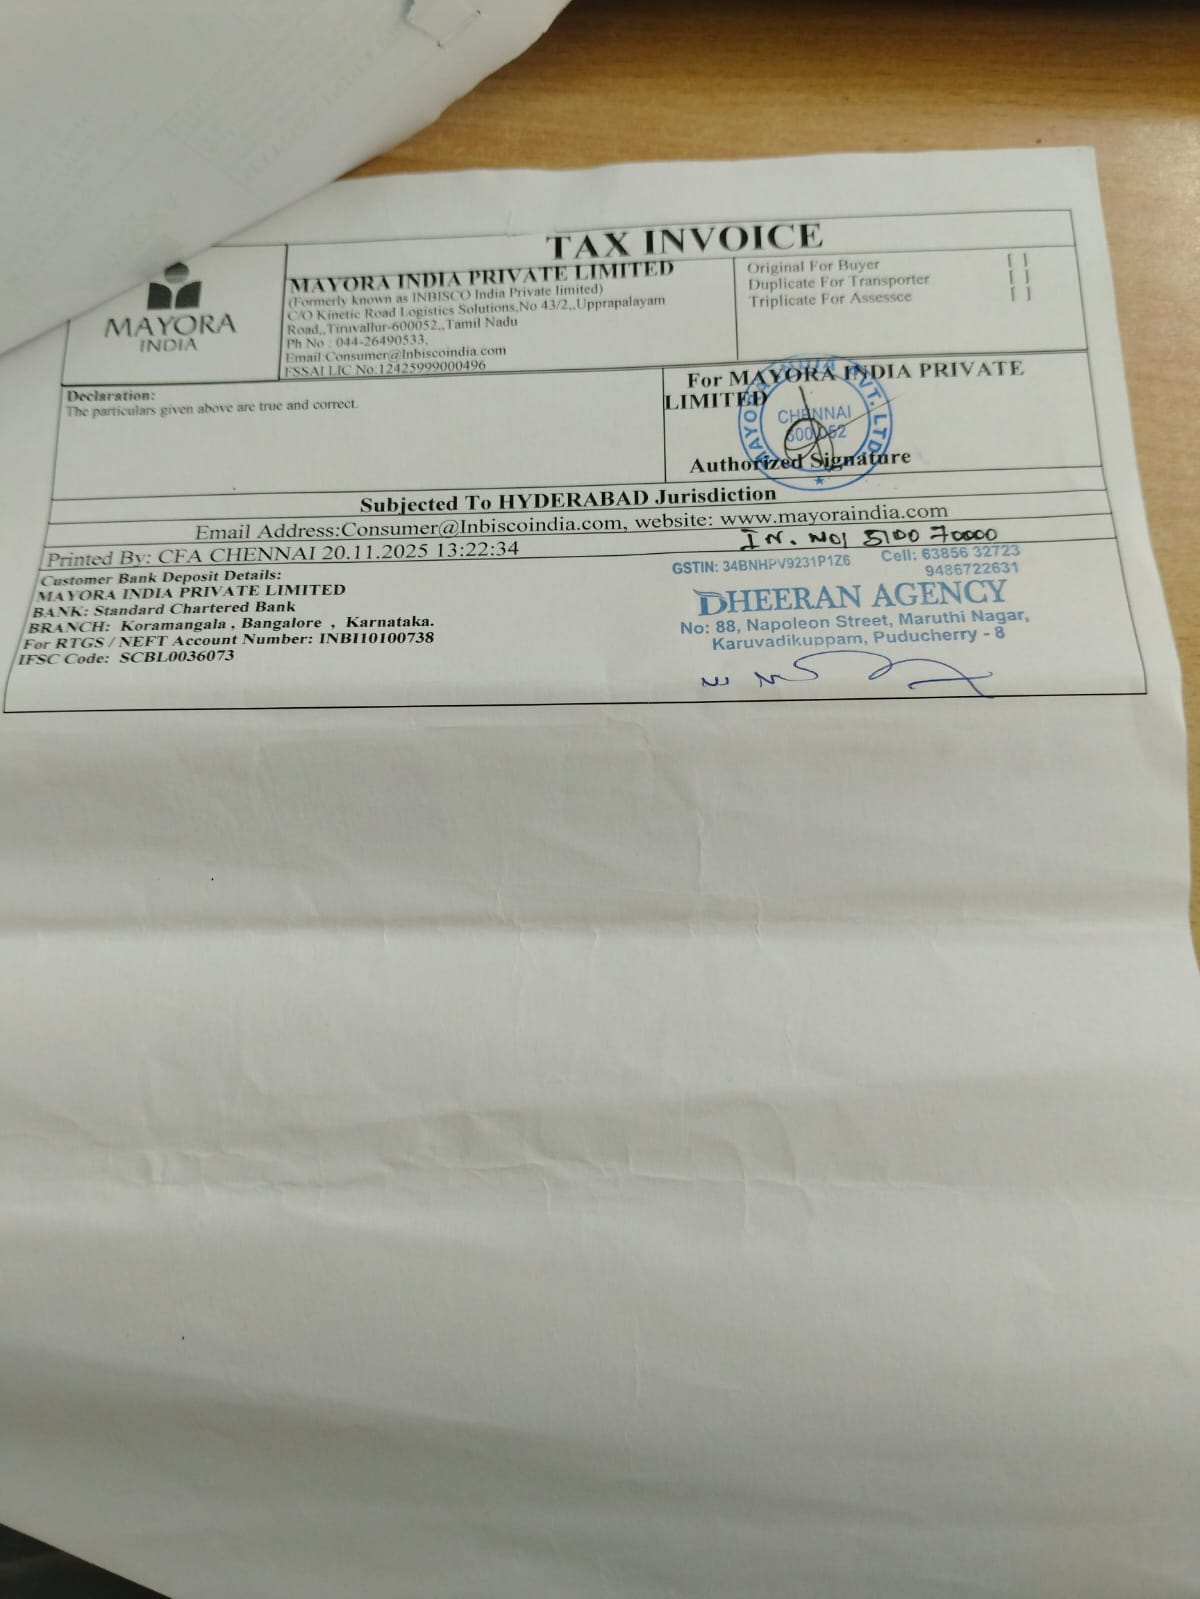 TAX INVOICE
MAYORA
INDIA
MAYORA INDIA PRIVATE LIMITED
(Formerly known as INBISCO India Private limited)
C/O Kinetic Road Logistics Solutions,No 43/2,,Upprapalayam
Road,,Tiruvallur-600052,,Tamil Nadu
Ph No : 044-26490533,
Email:Consumer@Inbiscoindia.com
FSSAI LIC No:12425999000496
Original For Buyer [ ]
Duplicate For Transporter [ ]
Triplicate For Assessce [ ]
Declaration:
The particulars given above are true and correct.
For MAYORA INDIA PRIVATE
LIMITED
MAYORA INDIA PVT. LTD.
CHENNAI
600 052
Authorized Signature
Subjected To HYDERABAD Jurisdiction
Email Address:Consumer@Inbiscoindia.com, website: www.mayoraindia.com
Printed By: CFA CHENNAI 20.11.2025 13:22:34
IN. NO| 5100 70000
Customer Bank Deposit Details:
MAYORA INDIA PRIVATE LIMITED
BANK: Standard Chartered Bank
BRANCH: Koramangala , Bangalore , Karnataka.
For RTGS / NEFT Account Number: INBI10100738
IFSC Code: SCBL0036073
GSTIN: 34BNHPV9231P1Z6 Cell: 63856 32723
9486722631
DHEERAN AGENCY
No: 88, Napoleon Street, Maruthi Nagar,
Karuvadikuppam, Puducherry - 8